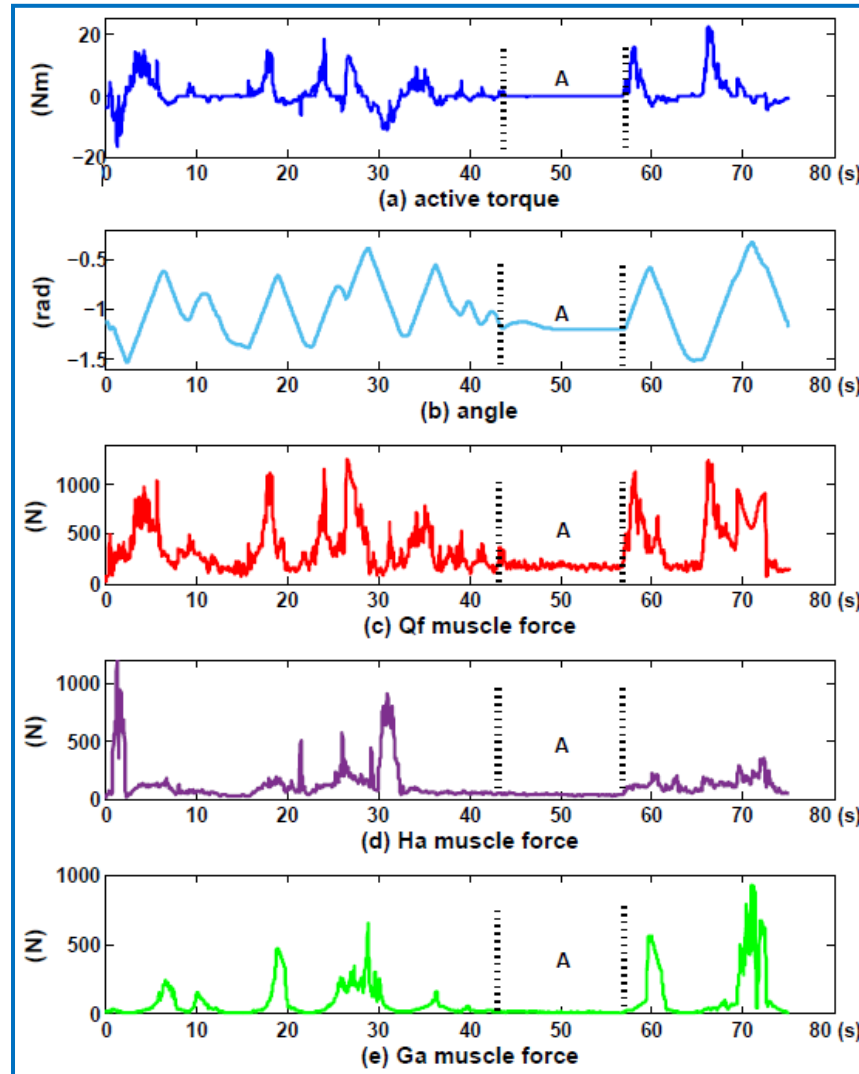 20
0
−20
(Nm)
A
0 10 20 30 40 50 60 70 80 (s)
(a) active torque
−0.5
−1
−1.5
(rad)
A
0 10 20 30 40 50 60 70 80 (s)
(b) angle
1000
500
0
(N)
A
0 10 20 30 40 50 60 70 80 (s)
(c) Qf muscle force
1000
500
0
(N)
A
0 10 20 30 40 50 60 70 80 (s)
(d) Ha muscle force
1000
500
0
(N)
A
0 10 20 30 40 50 60 70 80 (s)
(e) Ga muscle force